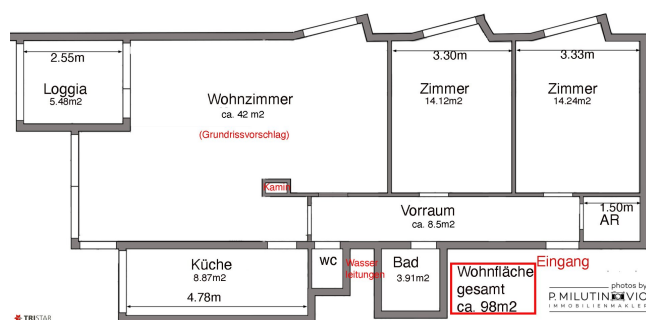 2.55m
Loggia
5.48m2
Wohnzimmer
ca. 42 m2
(Grundrissvorschlag)
3.30m
Zimmer
14.12m2
3.33m
Zimmer
14.24m2
Kamin
Vorraum
ca. 8.5m2
1.50m
AR
Küche
8.87m2
4.78m
wc
Wasser
leitungen
Bad
3.91m2
Wohnfläche
gesamt
ca. 98m2
Eingang
photos by
P.MILUTINOVIC
IMMOBILIENMAKLER
TRISTAR